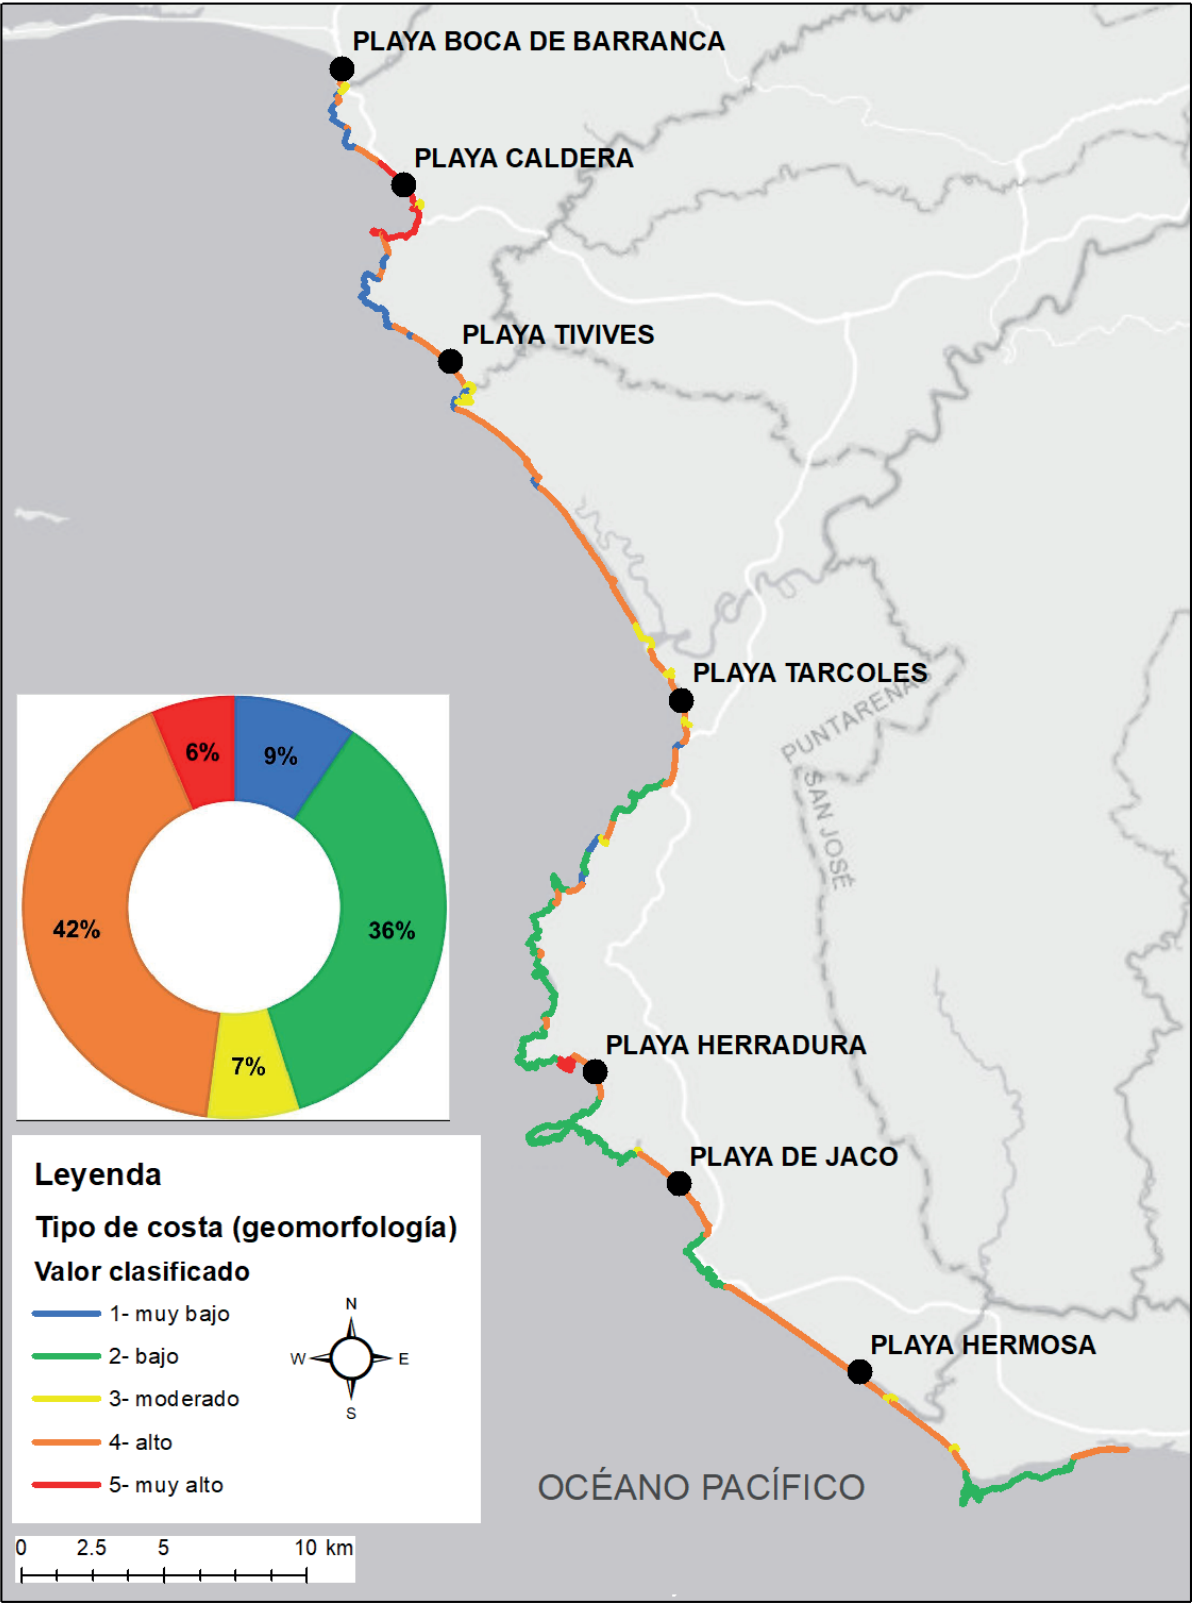 PLAYA BOCA DE BARRANCA
PLAYA CALDERA
PLAYA TIVIVES
PLAYA TARCOLES
PUNTARENAS
SAN JOSÉ
6%
9%
42%
36%
7%
PLAYA HERRADURA
PLAYA DE JACO
Leyenda
Tipo de costa (geomorfología)
Valor clasificado
1- muy bajo
2- bajo
3- moderado
4- alto
5- muy alto
N
W
E
S
PLAYA HERMOSA
OCÉANO PACÍFICO
0 2.5 5 10 km